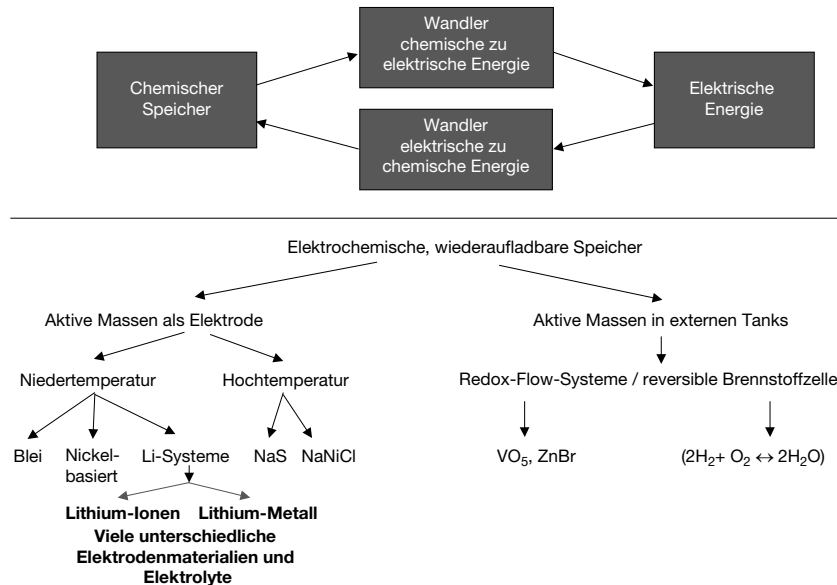 Wandler
chemische zu
elektrische Energie
Chemischer
Speicher
Elektrische
Energie
Wandler
elektrische zu
chemische Energie
Elektrochemische, wiederaufladbare Speicher
Aktive Massen als Elektrode
Aktive Massen in externen Tanks
Niedertemperatur
Hochtemperatur
Redox-Flow-Systeme / reversible Brennstoffzelle
Blei
Nickel-
basiert
Li-Systeme
NaS
NaNiCl
VO₅, ZnBr
(2H₂+ O₂ ↔ 2H₂O)
Lithium-Ionen
Lithium-Metall
Viele unterschiedliche
Elektrodenmaterialien und
Elektrolyte